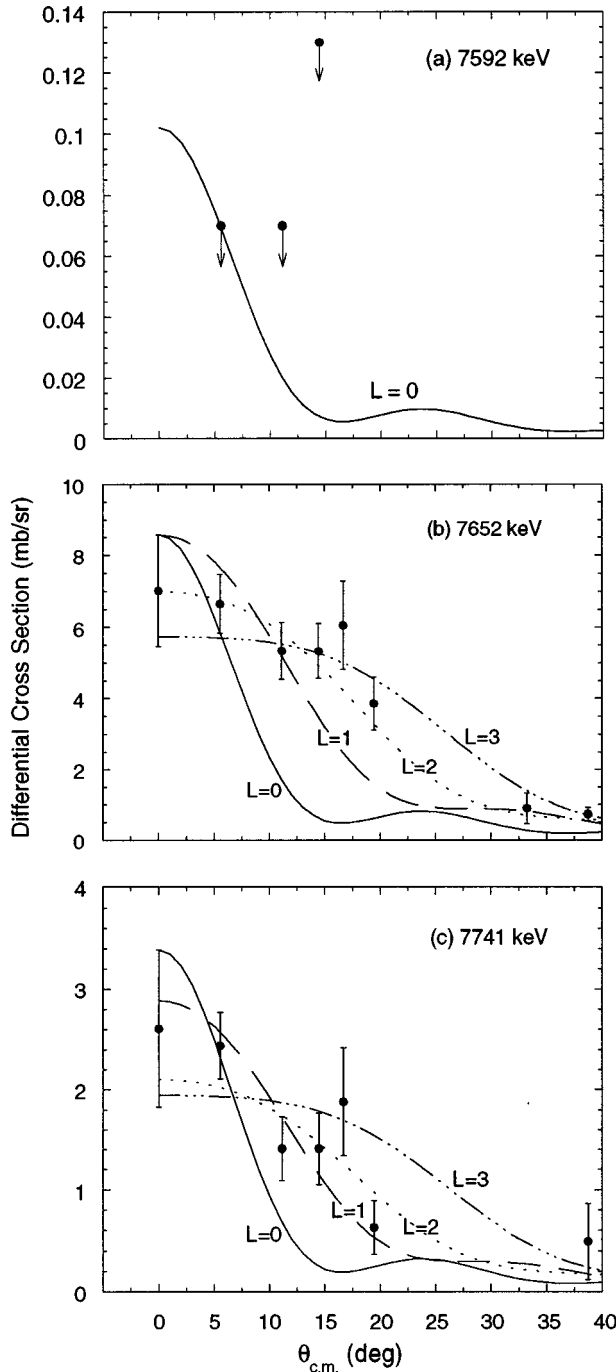 Differential Cross Section (mb/sr)
0.14
0.12
0.1
0.08
0.06
0.04
0.02
0
(a) 7592 keV
L = 0
10
8
6
4
2
0
(b) 7652 keV
L=3
L=1
L=2
L=0
4
3
2
1
0
(c) 7741 keV
L=3
L=1
L=2
L=0
0 5 10 15 20 25 30 35 40
θc.m. (deg)